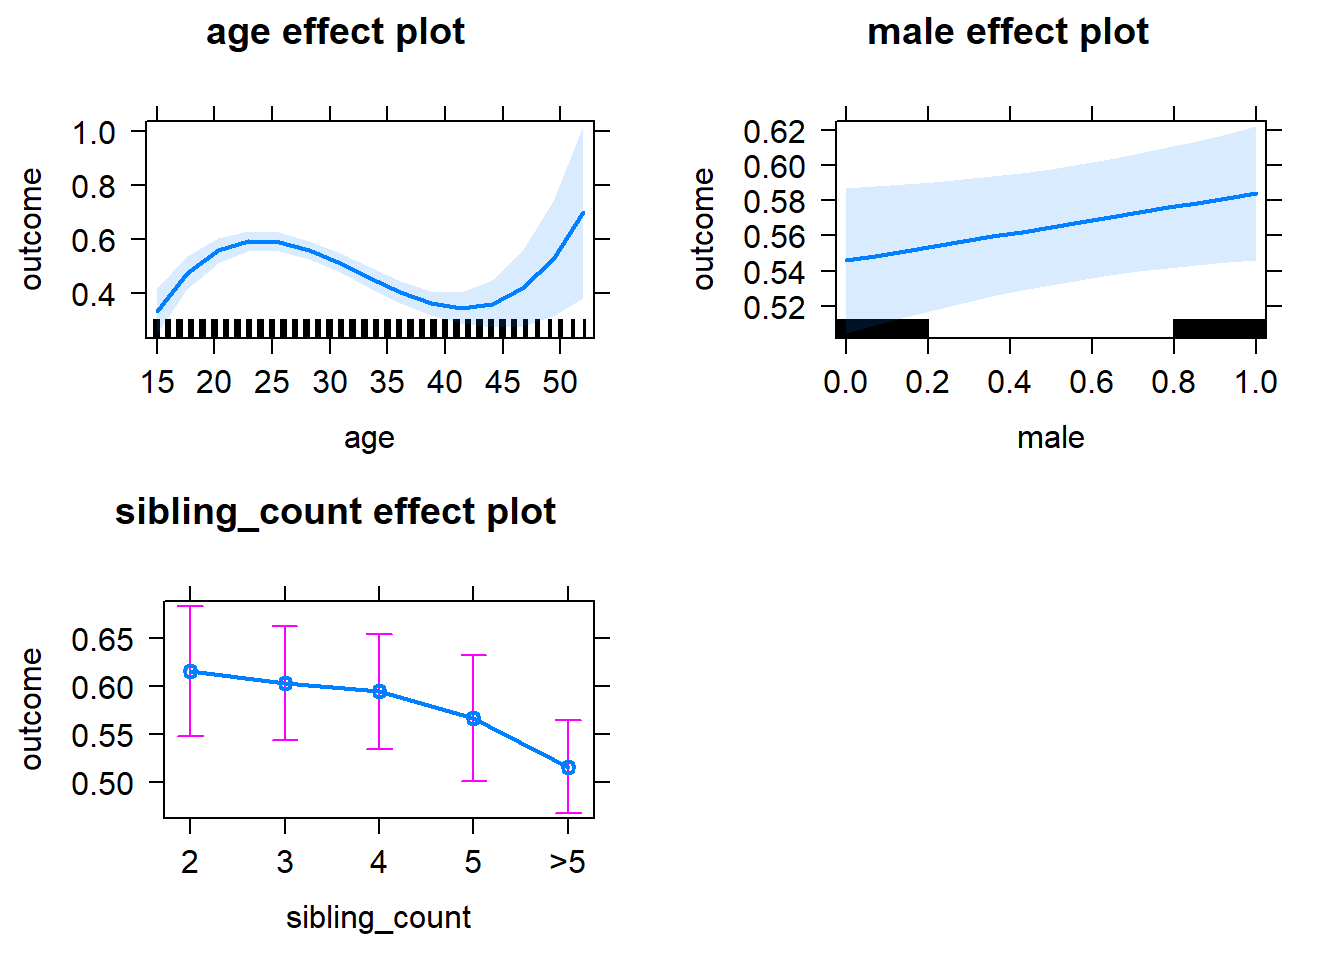 age effect plot
outcome
1.0
0.8
0.6
0.4
15 20 25 30 35 40 45 50
age
male effect plot
outcome
0.62
0.60
0.58
0.56
0.54
0.52
0.0 0.2 0.4 0.6 0.8 1.0
male
sibling_count effect plot
outcome
0.65
0.60
0.55
0.50
2 3 4 5 >5
sibling_count